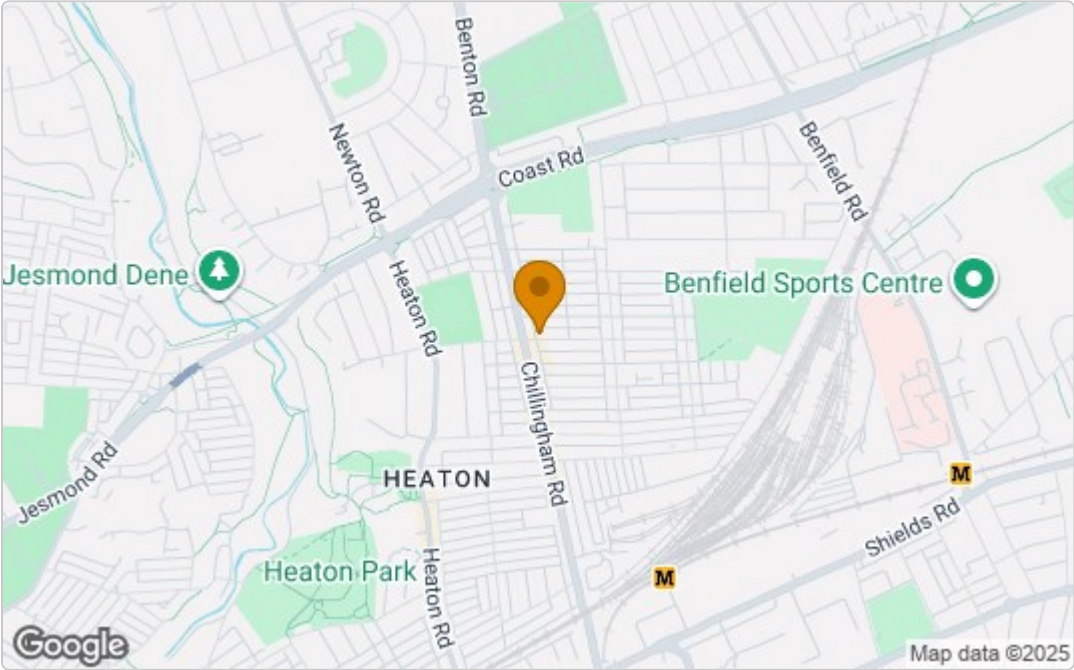 Benton Rd
Newton Rd
Coast Rd
Benfield Rd
Jesmond Dene
Heaton Rd
Benfield Sports Centre
Chillingham Rd
Jesmond Rd
HEATON
M
Shields Rd
Heaton Park
Heaton Rd
M
Google
Map data ©2025